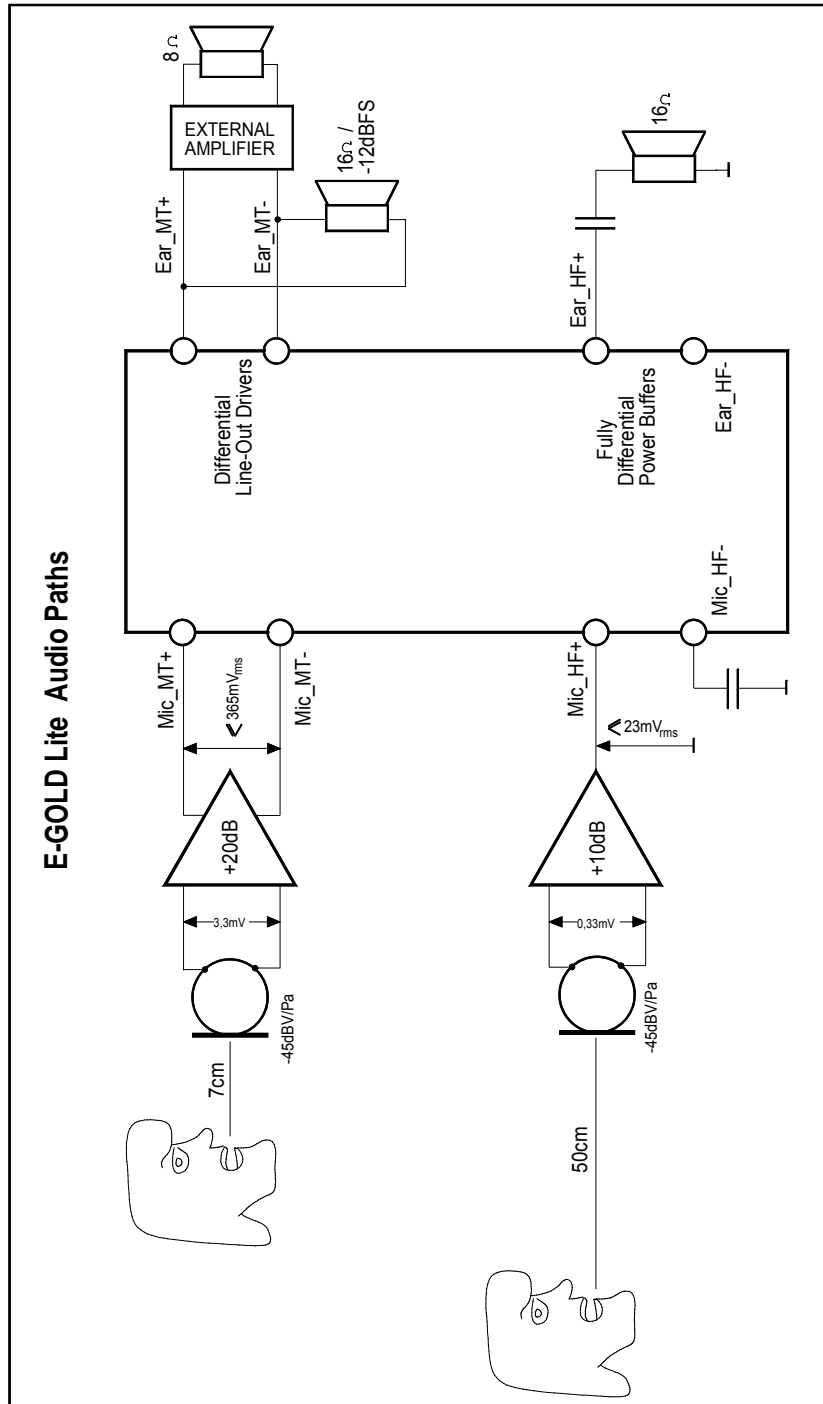 E-GOLD Lite Audio Paths
8Ω
EXTERNAL
AMPLIFIER
16Ω /
-12dBFS
Ear_MT+
Ear_MT-
16Ω
Ear_HF+
Differential
Line-Out Drivers
Fully
Differential
Power Buffers
Ear_HF-
Mic_HF-
Mic_MT+
≤ 365mVrms
Mic_MT-
Mic_HF+
≤ 23mVrms
+20dB
+10dB
3,3mV
0,33mV
-45dBV/Pa
-45dBV/Pa
7cm
50cm